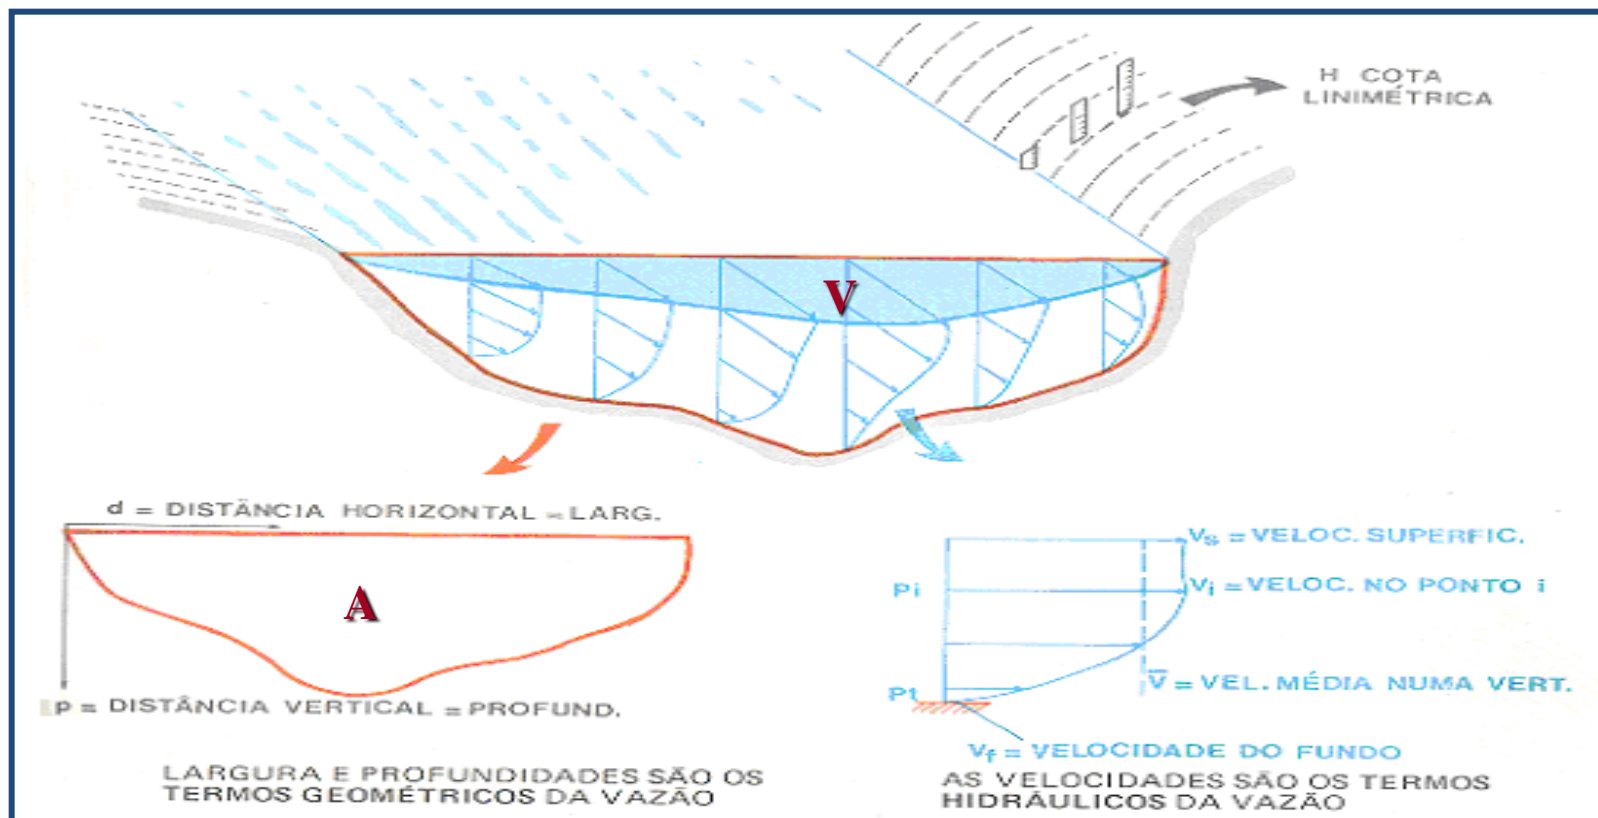 H COTA
LINIMÉTRICA
V
d = DISTÂNCIA HORIZONTAL = LARG.
A
p = DISTÂNCIA VERTICAL = PROFUND.
LARGURA E PROFUNDIDADES SÃO OS
TERMOS GEOMÉTRICOS DA VAZÃO
Vs = VELOC. SUPERFIC.
Pi
Vi = VELOC. NO PONTO i
V̅ = VEL. MÉDIA NUMA VERT.
Pt
Vf = VELOCIDADE DO FUNDO
AS VELOCIDADES SÃO OS TERMOS
HIDRÁULICOS DA VAZÃO